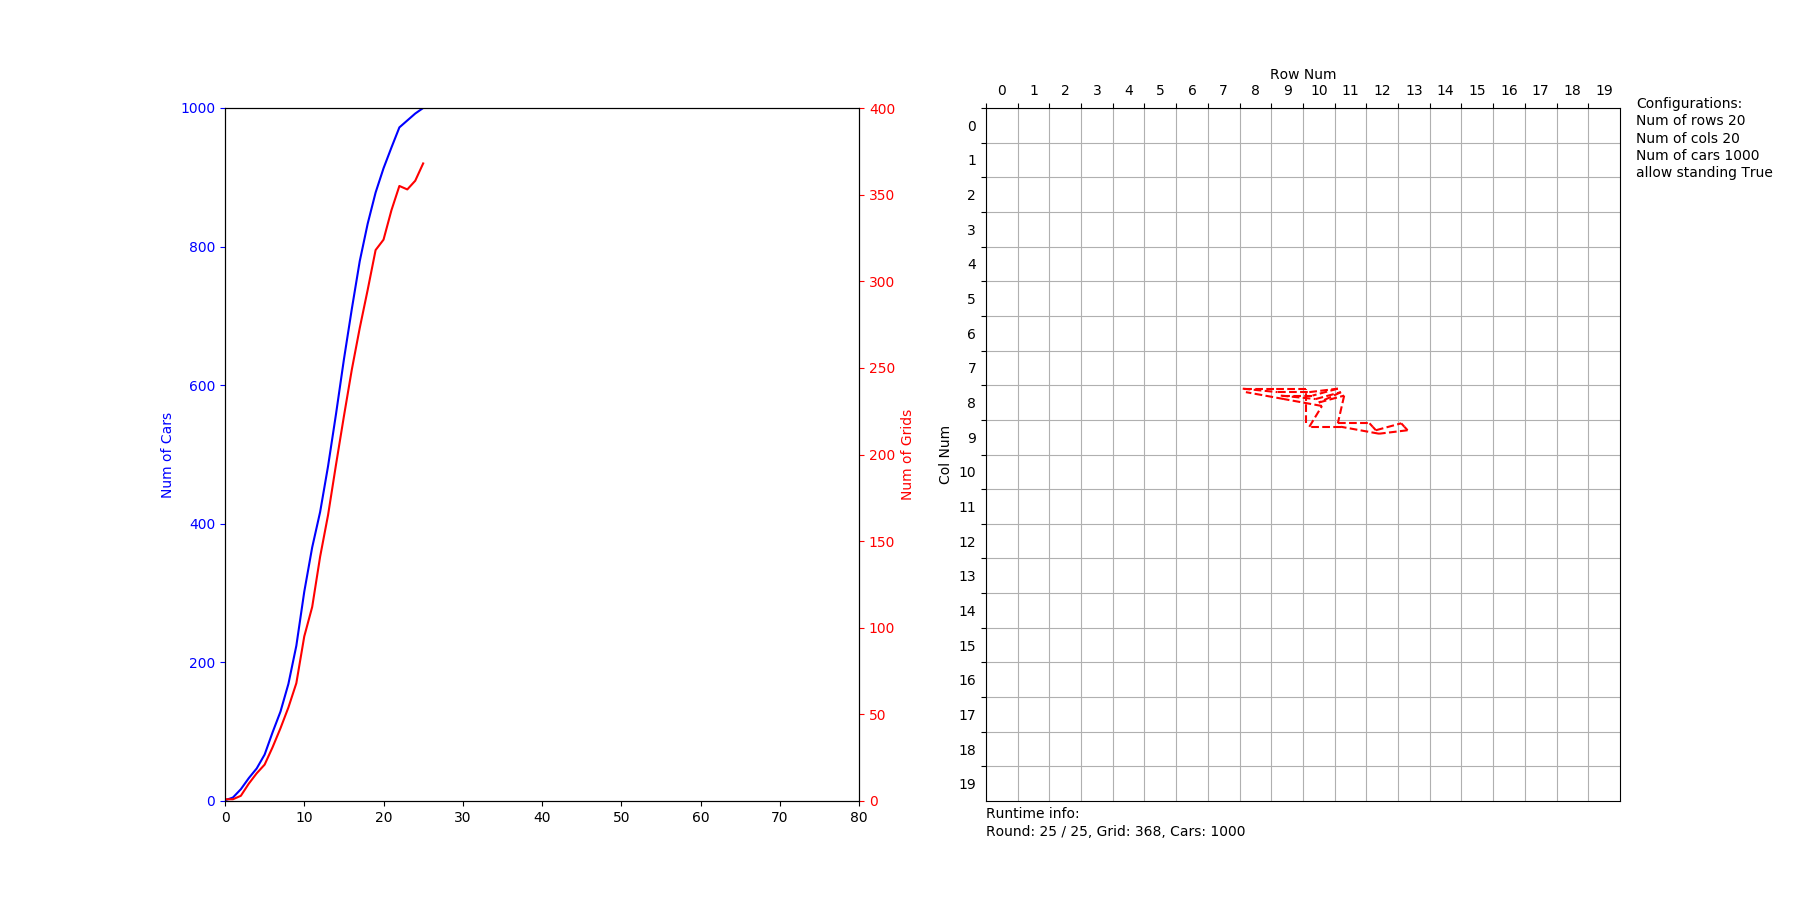 Num of Cars
1000
800
600
400
200
0
0 10 20 30 40 50 60 70 80
400
350
300
250
200
150
100
50
0
Num of Grids
Row Num
0 1 2 3 4 5 6 7 8 9 10 11 12 13 14 15 16 17 18 19
Col Num
0
1
2
3
4
5
6
7
8
9
10
11
12
13
14
15
16
17
18
19
Configurations:
Num of rows 20
Num of cols 20
Num of cars 1000
allow standing True
Runtime info:
Round: 25 / 25, Grid: 368, Cars: 1000